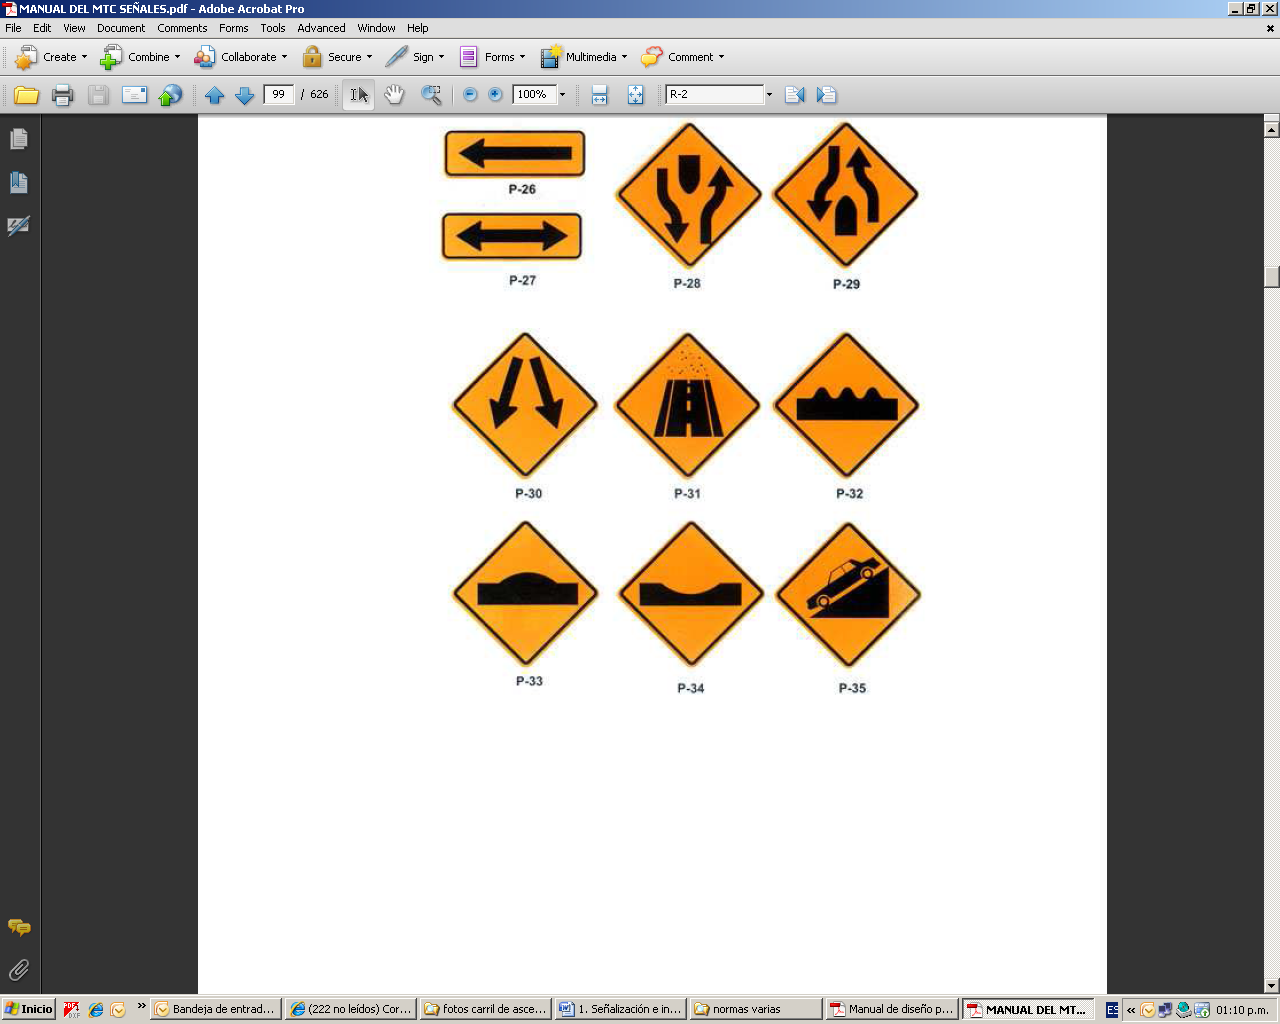 MANUAL DEL MTC SEÑALES.pdf - Adobe Acrobat Pro
File Edit View Document Comments Forms Tools Advanced Window Help
Create Combine Collaborate Secure Sign Forms Multimedia Comment
99 / 626 100% R-2
P-26
P-27
P-28
P-29
P-30
P-31
P-32
P-33
P-34
P-35
Inicio PDF DXF » Bandeja de entrad... (222 no leídos) Cor... fotos carril de asce... 1. Señalización e in... normas varias Manual de diseño p... MANUAL DEL MT... ES « 01:10 p.m.